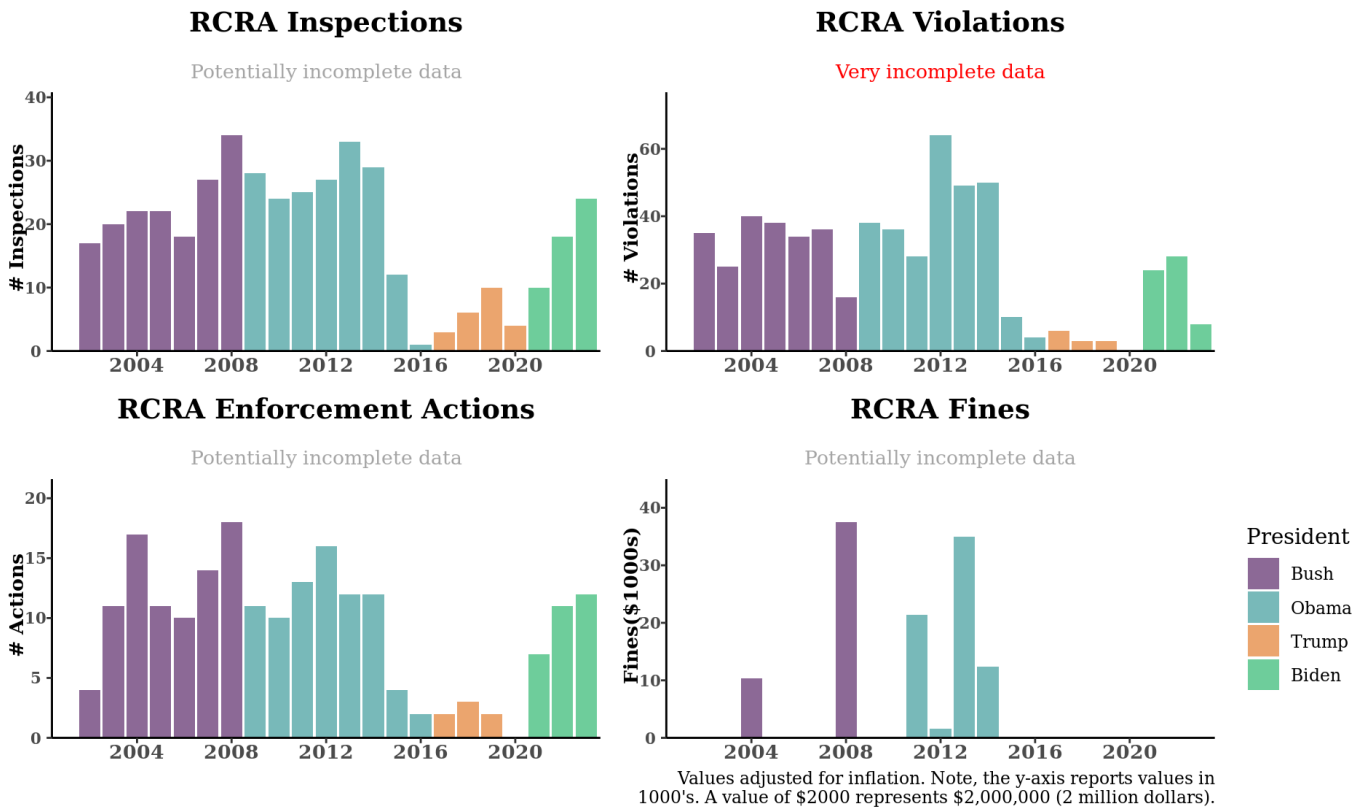 RCRA Inspections
Potentially incomplete data
# Inspections
40
30
20
10
0
2004 2008 2012 2016 2020
RCRA Violations
Very incomplete data
# Violations
60
40
20
0
2004 2008 2012 2016 2020
RCRA Enforcement Actions
Potentially incomplete data
# Actions
20
15
10
5
0
2004 2008 2012 2016 2020
RCRA Fines
Potentially incomplete data
Fines($1000s)
40
30
20
10
0
2004 2008 2012 2016 2020
Values adjusted for inflation. Note, the y-axis reports values in
1000's. A value of $2000 represents $2,000,000 (2 million dollars).
President
Bush
Obama
Trump
Biden